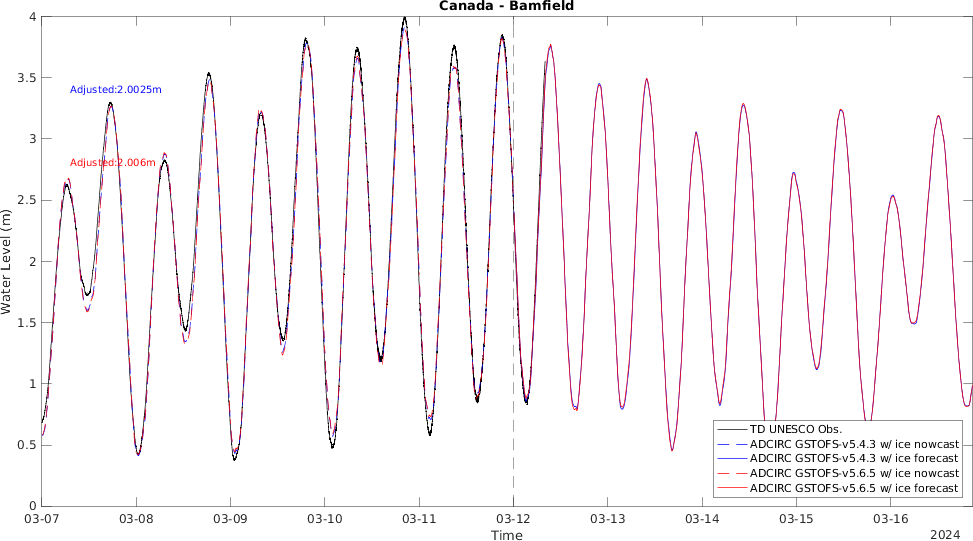 Canada - Bamfield
4
3.5
3
2.5
2
1.5
1
0.5
0
Water Level (m)
Adjusted:2.0025m
Adjusted:2.006m
TD UNESCO Obs.
ADCIRC GSTOFS-v5.4.3 w/ ice nowcast
ADCIRC GSTOFS-v5.4.3 w/ ice forecast
ADCIRC GSTOFS-v5.6.5 w/ ice nowcast
ADCIRC GSTOFS-v5.6.5 w/ ice forecast
03-07 03-08 03-09 03-10 03-11 03-12 03-13 03-14 03-15 03-16
Time
2024